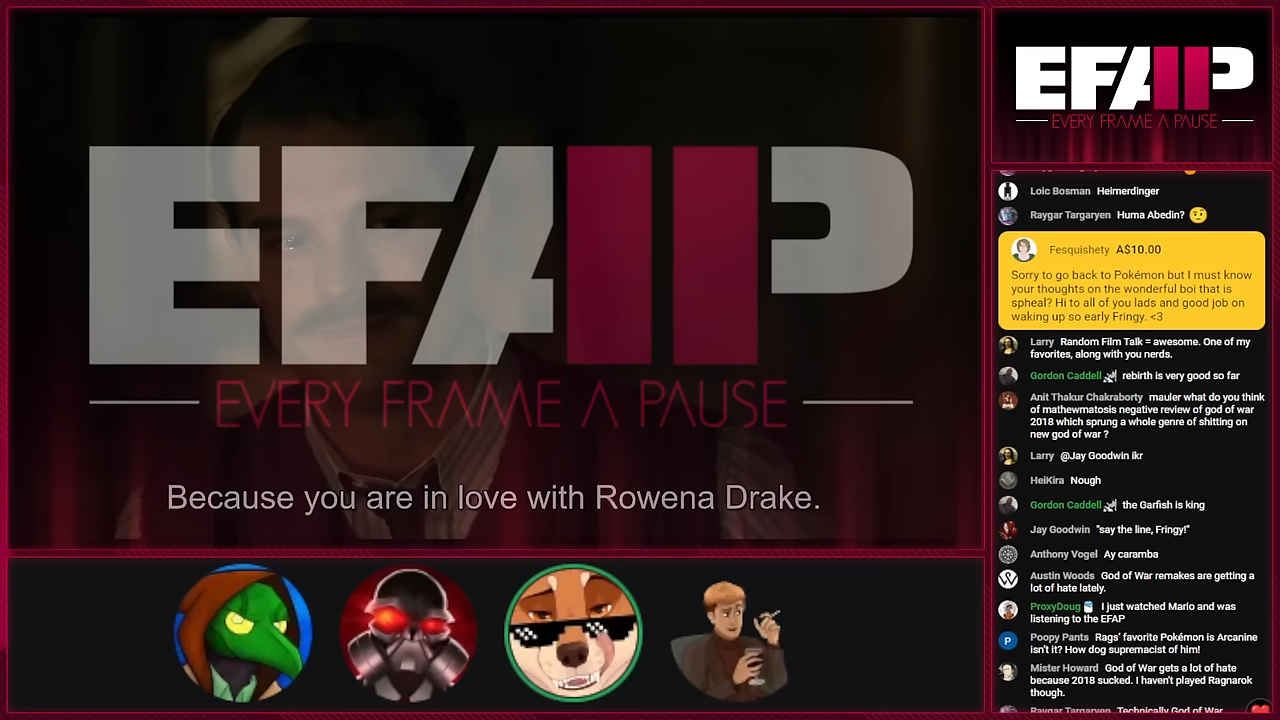 EFAP
EVERY FRAME A PAUSE
Because you are in love with Rowena Drake.
EFAP
EVERY FRAME A PAUSE
Loic Bosman Heimerdinger
Raygar Targaryen Huma Abedin?
Fesquishety A$10.00
Sorry to go back to Pokémon but I must know
your thoughts on the wonderful boi that is
spheal? Hi to all of you lads and good job on
waking up so early Fringy. <3
Larry Random Film Talk = awesome. One of my
favorites, along with you nerds.
Gordon Caddell rebirth is very good so far
Anit Thakur Chakraborty mauler what do you think
of mathewmatosis negative review of god of war
2018 which sprung a whole genre of shitting on
new god of war ?
Larry @Jay Goodwin ikr
HeiKira Nough
Gordon Caddell the Garfish is king
Jay Goodwin "say the line, Fringy!"
Anthony Vogel Ay caramba
Austin Woods God of War remakes are getting a
lot of hate lately.
ProxyDoug I just watched Mario and was
listening to the EFAP
Poopy Pants Rags' favorite Pokémon is Arcanine
isn't it? How dog supremacist of him!
Mister Howard God of War gets a lot of hate
because 2018 sucked. I haven't played Ragnarok
though.
Raygar Targaryen Technically God of War